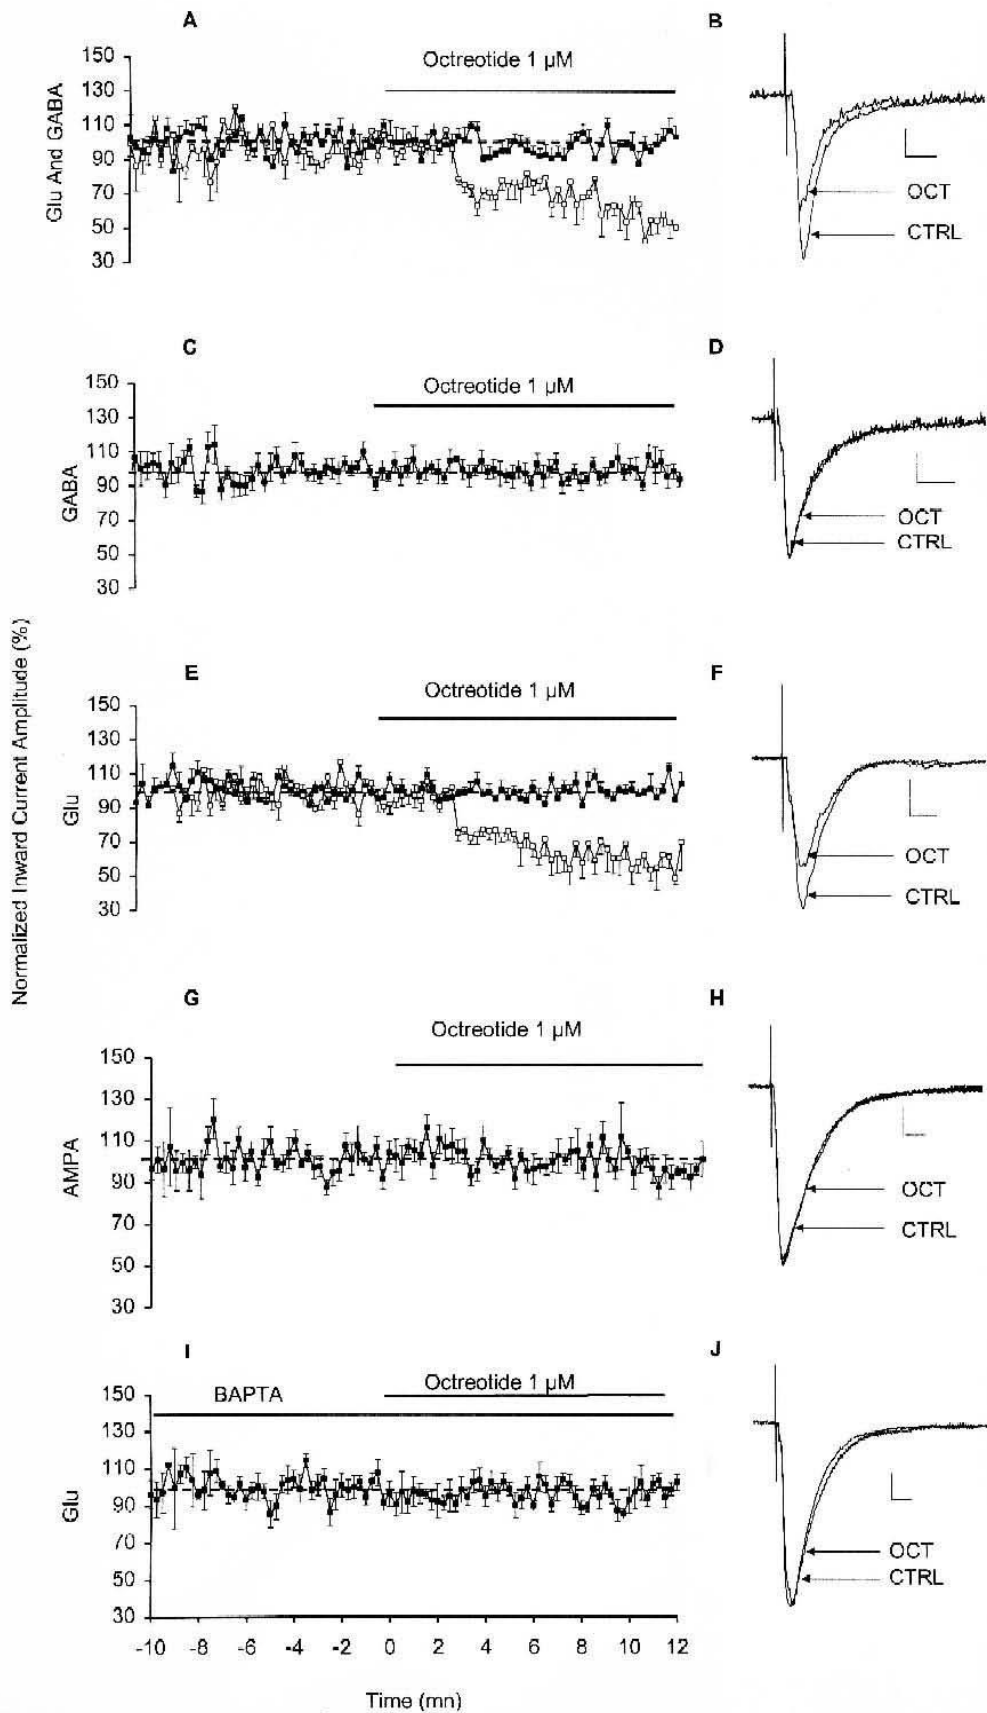 A
B
Octreotide 1 µM
150
130
110
90
70
50
30
Glu And GABA
OCT
CTRL
C
D
Octreotide 1 µM
150
130
110
90
70
50
30
GABA
OCT
CTRL
Normalized Inward Current Amplitude (%)
E
F
Octreotide 1 µM
150
130
110
90
70
50
30
Glu
OCT
CTRL
G
H
Octreotide 1 µM
150
130
110
90
70
50
30
AMPA
OCT
CTRL
I
J
BAPTA
Octreotide 1 µM
150
130
110
90
70
50
30
Glu
OCT
CTRL
-10 -8 -6 -4 -2 0 2 4 6 8 10 12
Time (mn)